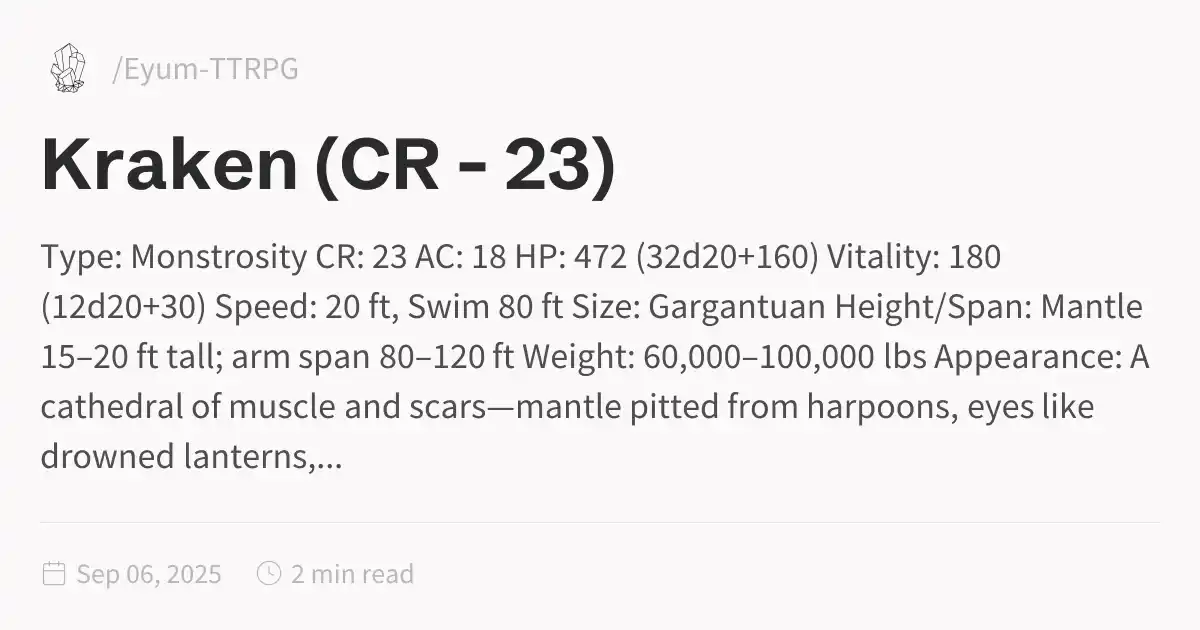 /Eyum-TTRPG
Kraken (CR - 23)
Type: Monstrosity CR: 23 AC: 18 HP: 472 (32d20+160) Vitality: 180
(12d20+30) Speed: 20 ft, Swim 80 ft Size: Gargantuan Height/Span: Mantle
15–20 ft tall; arm span 80–120 ft Weight: 60,000–100,000 lbs Appearance: A
cathedral of muscle and scars—mantle pitted from harpoons, eyes like
drowned lanterns,...
Sep 06, 2025 2 min read